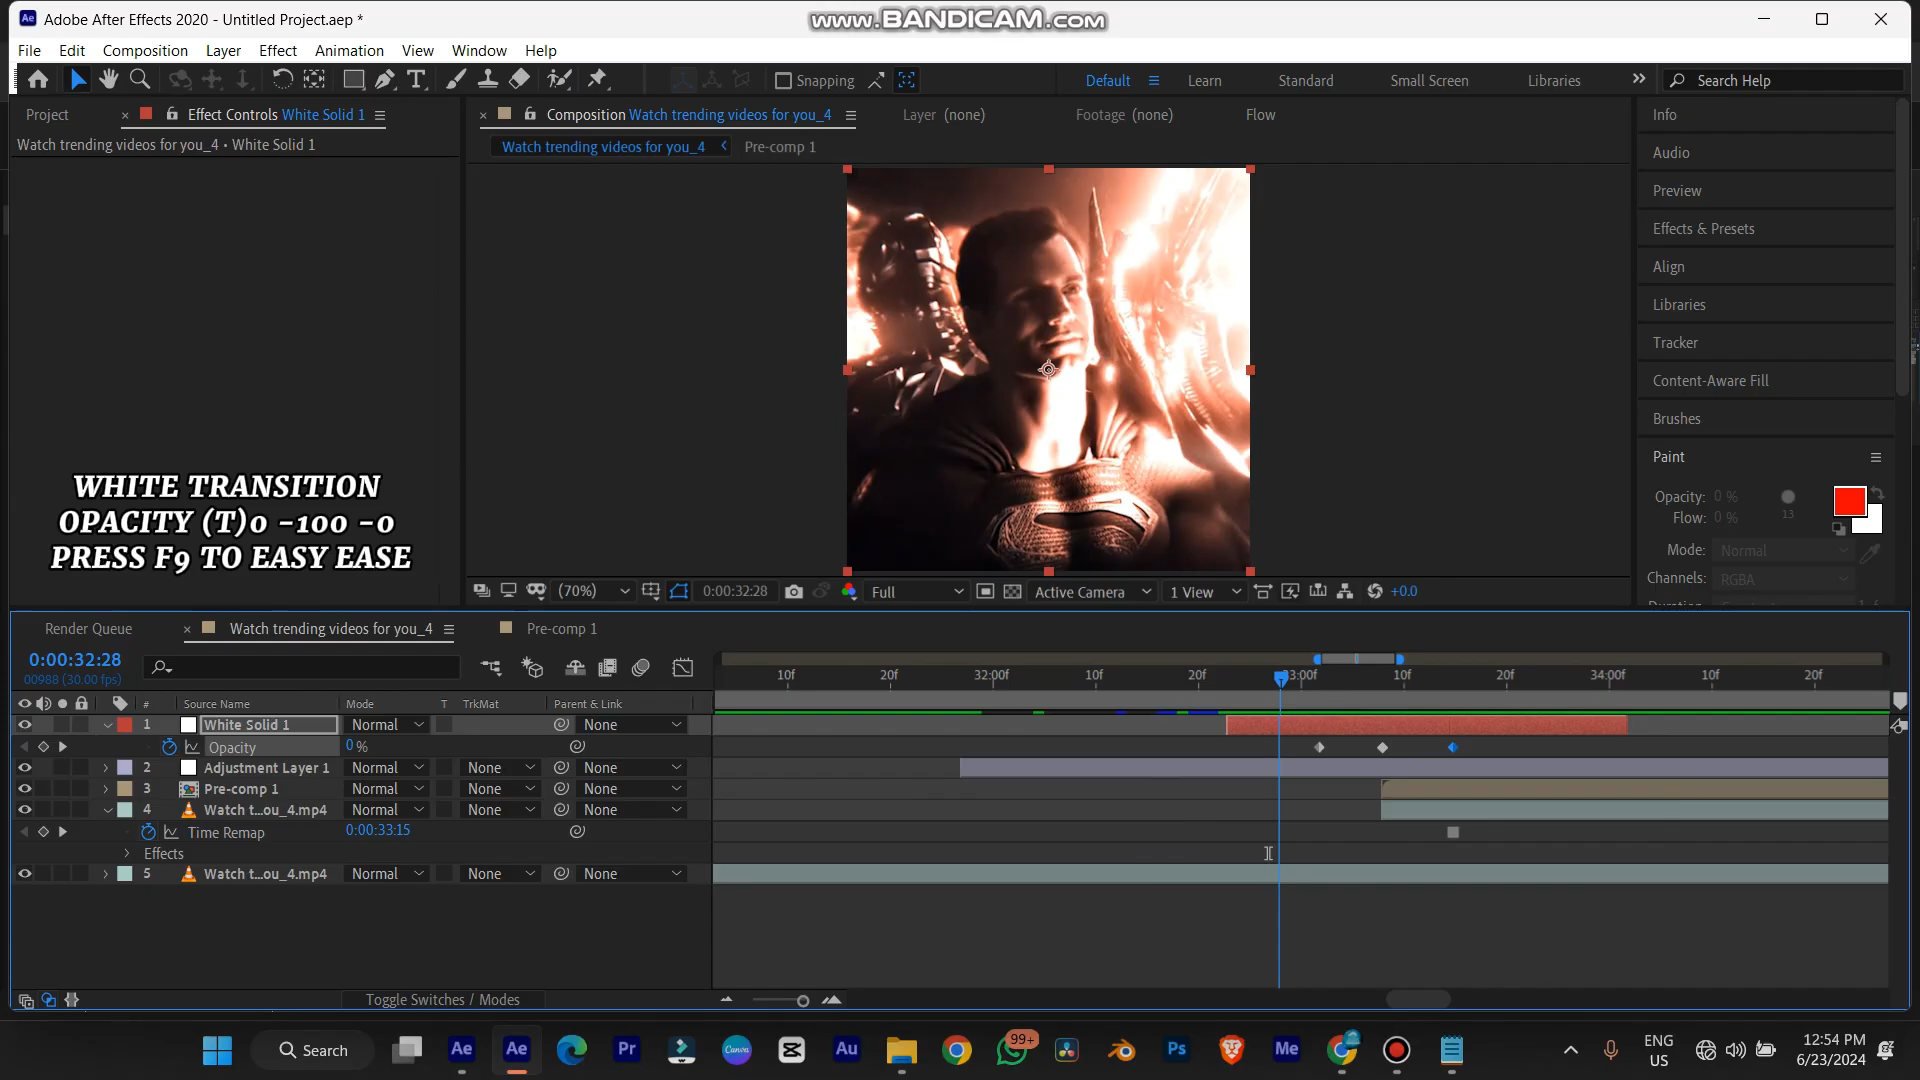 Adobe After Effects 2020 - Untitled Project.aep *
www.BANDICAM.com
File Edit Composition Layer Effect Animation View Window Help
Snapping
Default Learn Standard Small Screen Libraries
Search Help
Project
Effect Controls White Solid 1
Watch trending videos for you_4 • White Solid 1
Composition Watch trending videos for you_4
Layer (none)
Footage (none)
Flow
Watch trending videos for you_4
Pre-comp 1
WHITE TRANSITION
OPACITY (T)0 -100 -0
PRESS F9 TO EASY EASE
(70%)
0:00:32:28
Full
Active Camera
1 View
+0.0
Info
Audio
Preview
Effects & Presets
Align
Libraries
Tracker
Content-Aware Fill
Brushes
Paint
Opacity: 0 %
Flow: 0 %
13
Mode: Normal
Channels: RGBA
Render Queue
Watch trending videos for you_4
Pre-comp 1
0:00:32:28
00988 (30.00 fps)
10f 20f 32:00f 10f 20f 33:00f 10f 20f 34:00f 10f 20f
# Source Name Mode T TrkMat Parent & Link
1 White Solid 1 Normal None
Opacity 0 %
2 Adjustment Layer 1 Normal None None
3 Pre-comp 1 Normal None None
4 Watch t...ou_4.mp4 Normal None None
Time Remap 0:00:33:15
Effects
5 Watch t...ou_4.mp4 Normal None None
Toggle Switches / Modes
Search
Ae Ae Pr Canva Au 99+ Ps Me
ENG
US
12:54 PM
6/23/2024